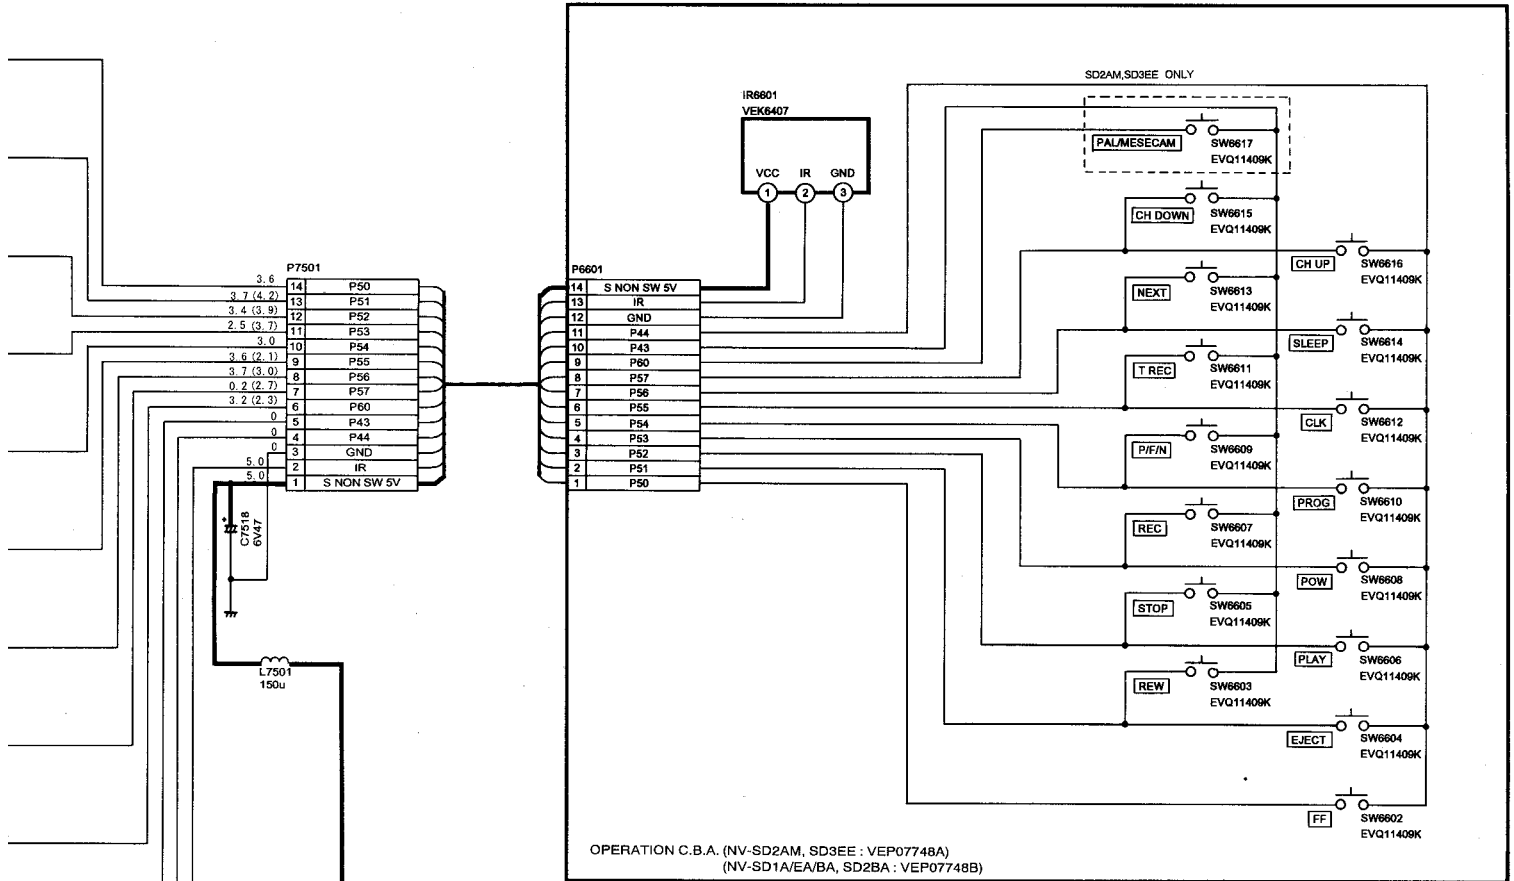 SD2AM,SD3EE ONLY
IR6601
VEK6407
VCC IR GND
1 2 3
PAL/MESECAM
SW6617
EVQ11409K
CH DOWN
SW6615
EVQ11409K
CH UP
SW6616
EVQ11409K
NEXT
SW6613
EVQ11409K
SLEEP
SW6614
EVQ11409K
T REC
SW6611
EVQ11409K
CLK
SW6612
EVQ11409K
P/F/N
SW6609
EVQ11409K
PROG
SW6610
EVQ11409K
REC
SW6607
EVQ11409K
POW
SW6608
EVQ11409K
STOP
SW6605
EVQ11409K
PLAY
SW6606
EVQ11409K
REW
SW6603
EVQ11409K
EJECT
SW6604
EVQ11409K
FF
SW6602
EVQ11409K
P7501
3.6 14 P50
3.7 (4.2) 13 P51
3.4 (3.9) 12 P52
2.5 (3.7) 11 P53
3.0 10 P54
3.6 (2.1) 9 P55
3.7 (3.0) 8 P56
0.2 (2.7) 7 P57
3.2 (2.3) 6 P60
0 5 P43
0 4 P44
0 3 GND
5.0 2 IR
5.0 1 S NON SW 5V
P6601
14 S NON SW 5V
13 IR
12 GND
11 P44
10 P43
9 P60
8 P57
7 P56
6 P55
5 P54
4 P53
3 P52
2 P51
1 P50
C7518
6V47
L7501
150u
OPERATION C.B.A. (NV-SD2AM, SD3EE : VEP07748A)
(NV-SD1A/EA/BA, SD2BA : VEP07748B)